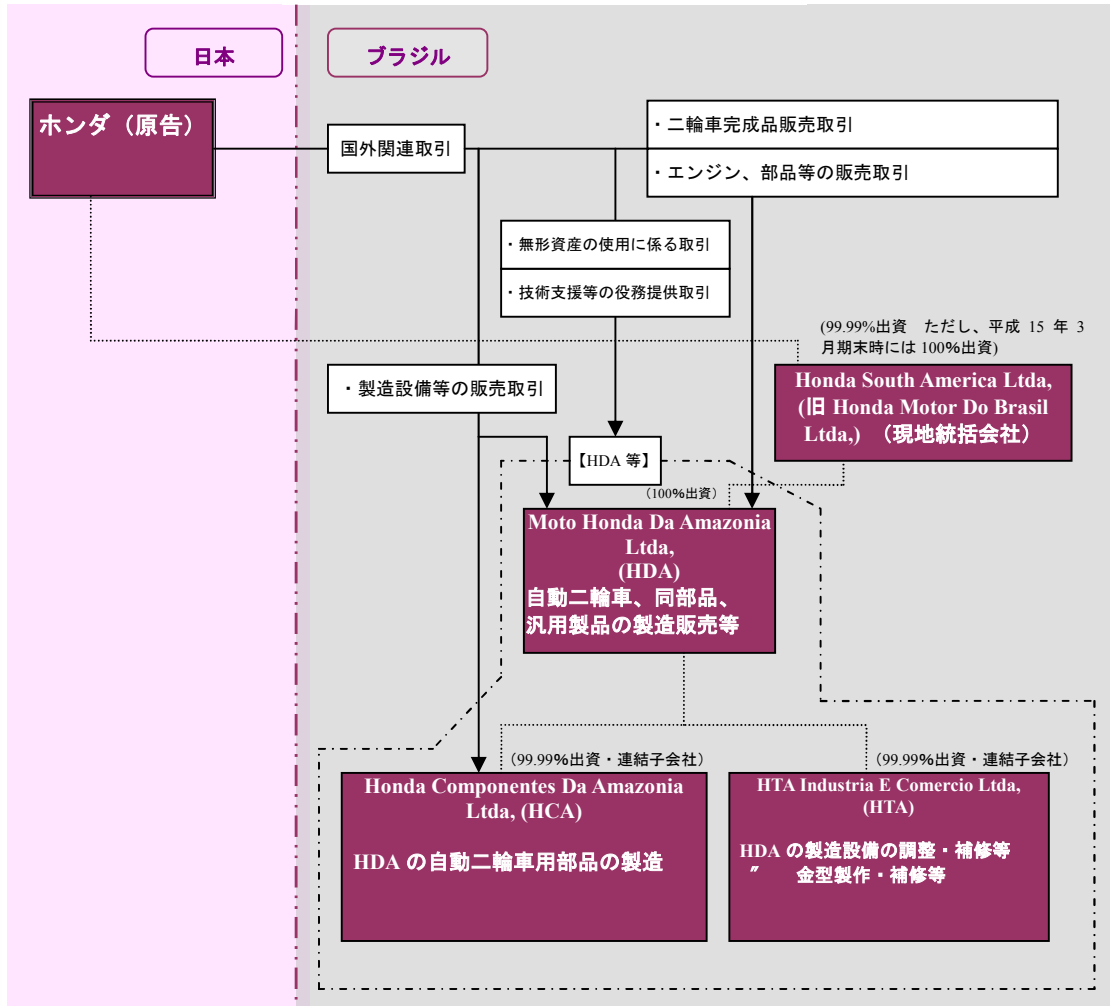 日本
ブラジル
ホンダ（原告）
国外関連取引
・二輪車完成品販売取引
・エンジン、部品等の販売取引
・無形資産の使用に係る取引
・技術支援等の役務提供取引
(99.99%出資　ただし、平成 15 年 3
月期末時には 100％出資)
・製造設備等の販売取引
Honda South America Ltda,
(旧 Honda Motor Do Brasil
Ltda,) （現地統括会社）
【HDA 等】
（100％出資）
Moto Honda Da Amazonia
Ltda,
(HDA)
自動二輪車、同部品、
汎用製品の製造販売等
（99.99％出資・連結子会社）
（99.99％出資・連結子会社）
Honda Componentes Da Amazonia
Ltda, (HCA)
HDA の自動二輪車用部品の製造
HTA Industria E Comercio Ltda,
(HTA)
HDA の製造設備の調整・補修等
〃　　金型製作・補修等